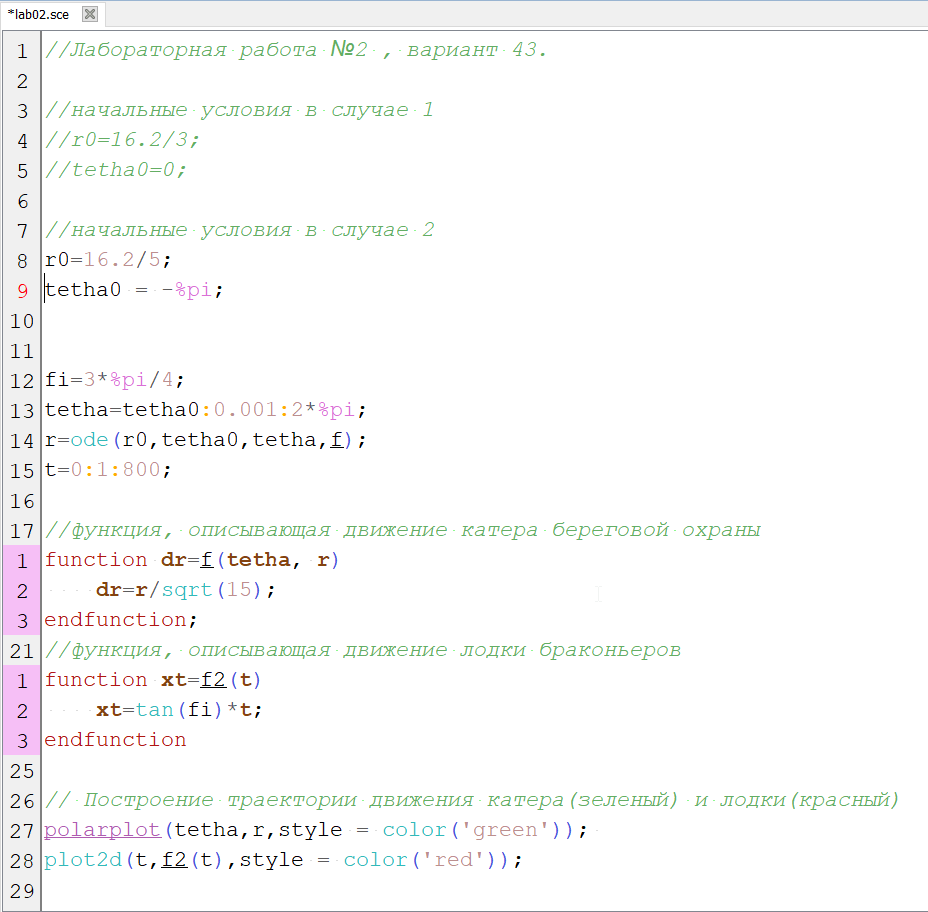 *lab02.sce
1 //Лабораторная работа №2 , вариант 43.
2
3 //начальные условия в случае 1
4 //r0=16.2/3;
5 //tetha0=0;
6
7 //начальные условия в случае 2
8 r0=16.2/5;
9 tetha0 = -%pi;
10
11
12 fi=3*%pi/4;
13 tetha=tetha0:0.001:2*%pi;
14 r=ode(r0,tetha0,tetha,f);
15 t=0:1:800;
16
17 //функция, описывающая движение катера береговой охраны
1 function dr=f(tetha, r)
2 dr=r/sqrt(15);
3 endfunction;
21 //функция, описывающая движение лодки браконьеров
1 function xt=f2(t)
2 xt=tan(fi)*t;
3 endfunction
25
26 // Построение траектории движения катера(зеленый) и лодки(красный)
27 polarplot(tetha,r,style = color('green'));
28 plot2d(t,f2(t),style = color('red'));
29